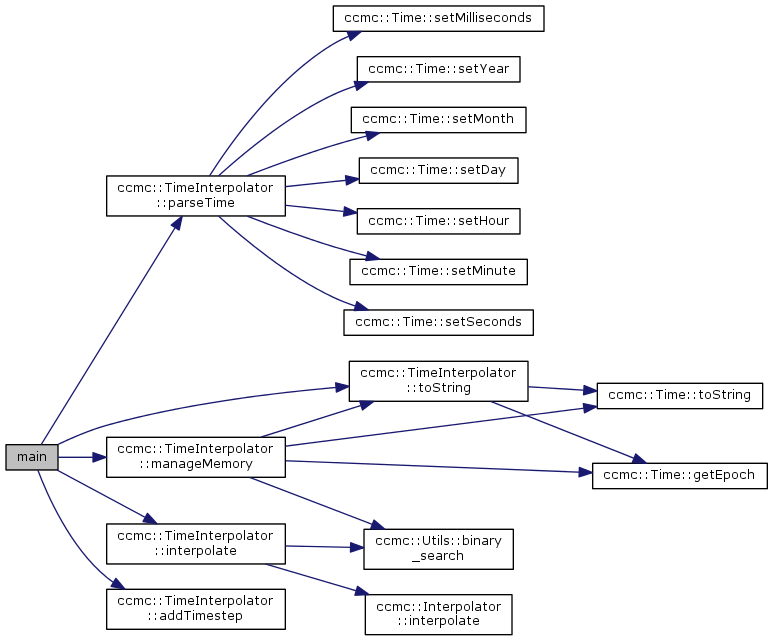 ccmc::Time::setMilliseconds
ccmc::Time::setYear
ccmc::Time::setMonth
ccmc::Time::setDay
ccmc::TimeInterpolator
::parseTime
ccmc::Time::setHour
ccmc::Time::setMinute
ccmc::Time::setSeconds
ccmc::TimeInterpolator
::toString
ccmc::Time::toString
main
ccmc::TimeInterpolator
::manageMemory
ccmc::Time::getEpoch
ccmc::TimeInterpolator
::interpolate
ccmc::Utils::binary
_search
ccmc::TimeInterpolator
::addTimestep
ccmc::Interpolator
::interpolate